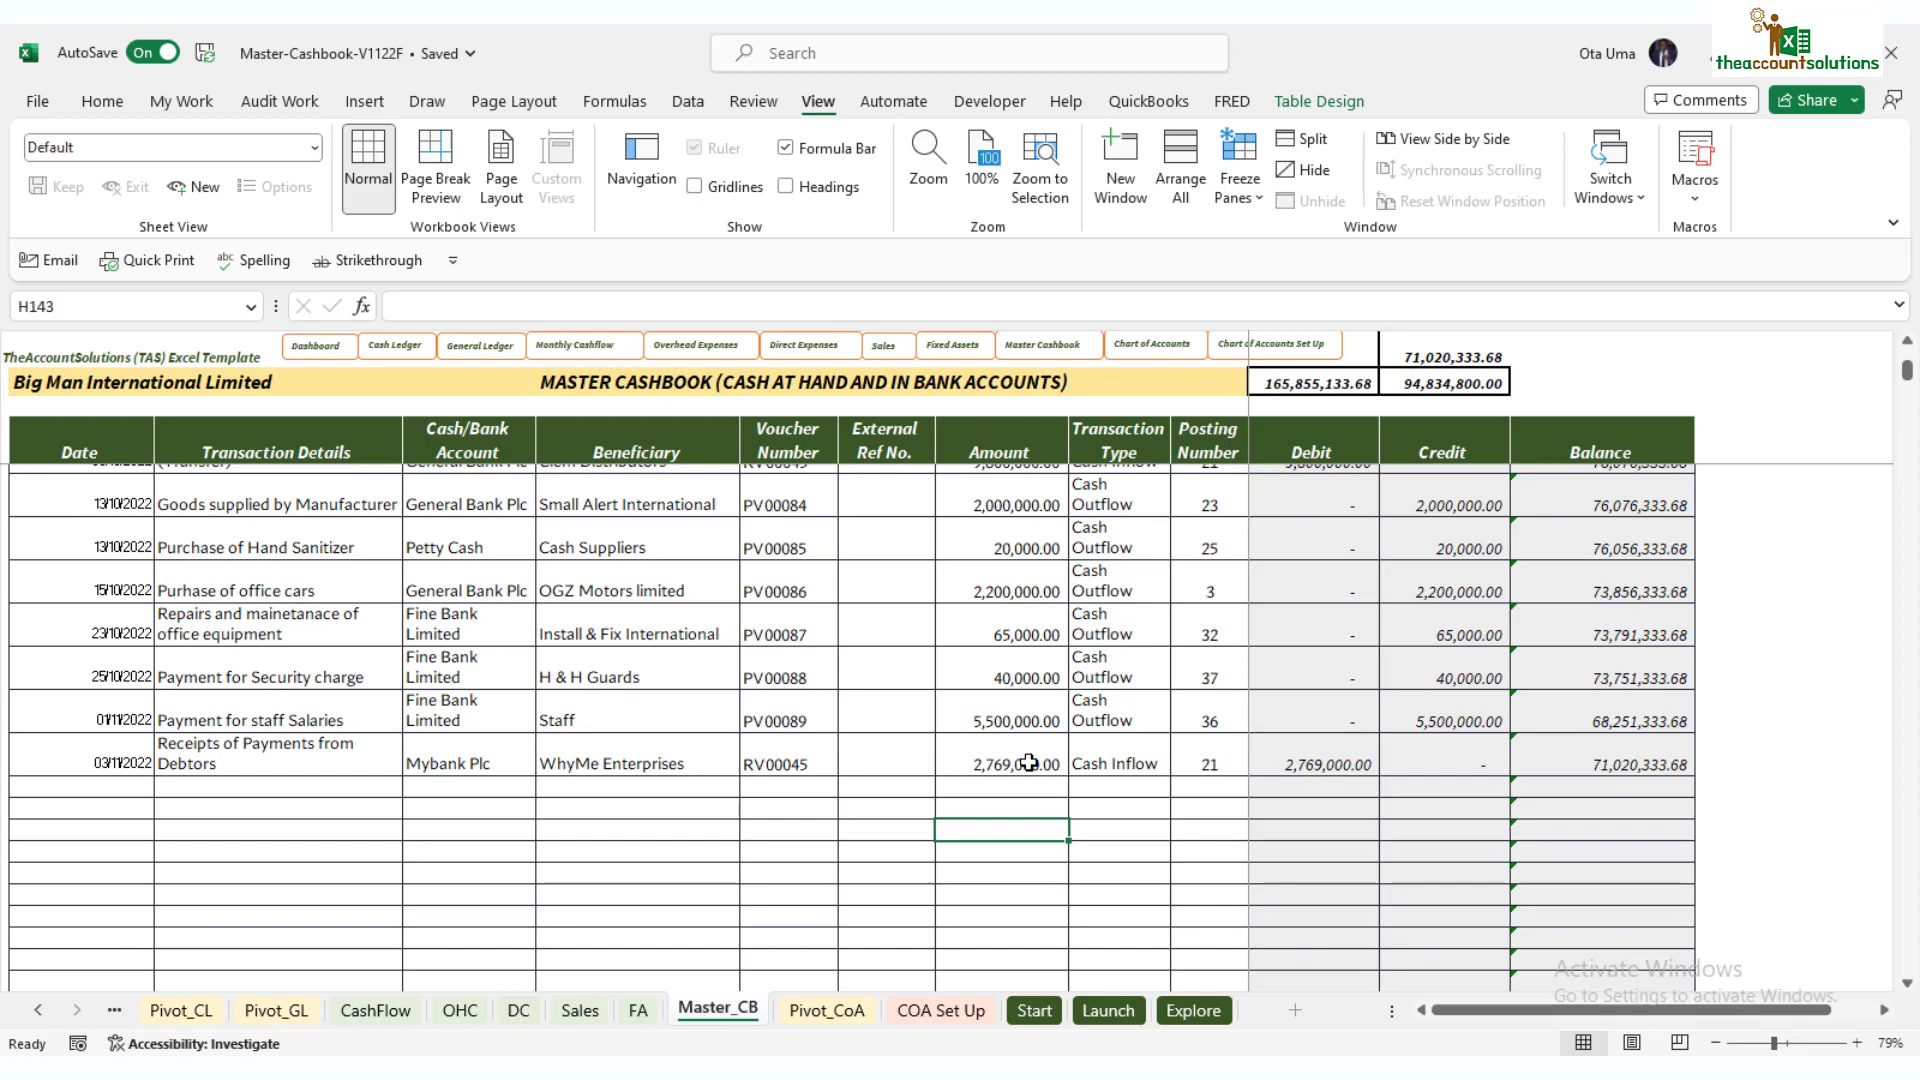 AutoSave On Master-Cashbook-V1122F • Saved Search Ota Uma theaccountsolutions
File Home My Work Audit Work Insert Draw Page Layout Formulas Data Review View Automate Developer Help QuickBooks FRED Table Design Comments Share
Default
Keep Exit New Options
Sheet View
Normal Page Break Preview Page Layout Custom Views
Workbook Views
Navigation Ruler Formula Bar
Gridlines Headings
Show
Zoom 100 100% Zoom to Selection
Zoom
New Window Arrange All Freeze Panes Split Hide Unhide
View Side by Side
Synchronous Scrolling
Reset Window Position
Switch Windows
Window
Macros
Macros
Email Quick Print abc Spelling ab Strikethrough
H143 fx
Dashboard Cash Ledger General Ledger Monthly Cashflow Overhead Expenses Direct Expenses Sales Fixed Assets Master Cashbook Chart of Accounts Chart of Accounts Set Up
TheAccountSolutions (TAS) Excel Template 71,020,333.68
Big Man International Limited MASTER CASHBOOK (CASH AT HAND AND IN BANK ACCOUNTS) 165,855,133.68 94,834,800.00
Date Transaction Details Cash/Bank Account Beneficiary Voucher Number External Ref No. Amount Transaction Type Posting Number Debit Credit Balance
13/10/2022 Goods supplied by Manufacturer General Bank Plc Small Alert International PV00084 2,000,000.00 Cash Outflow 23 - 2,000,000.00 76,076,333.68
13/10/2022 Purchase of Hand Sanitizer Petty Cash Cash Suppliers PV00085 20,000.00 Cash Outflow 25 - 20,000.00 76,056,333.68
15/10/2022 Purhase of office cars General Bank Plc OGZ Motors limited PV00086 2,200,000.00 Cash Outflow 3 - 2,200,000.00 73,856,333.68
23/10/2022 Repairs and mainetanace of office equipment Fine Bank Limited Install & Fix International PV00087 65,000.00 Cash Outflow 32 - 65,000.00 73,791,333.68
25/10/2022 Payment for Security charge Fine Bank Limited H & H Guards PV00088 40,000.00 Cash Outflow 37 - 40,000.00 73,751,333.68
01/11/2022 Payment for staff Salaries Fine Bank Limited Staff PV00089 5,500,000.00 Cash Outflow 36 - 5,500,000.00 68,251,333.68
03/11/2022 Receipts of Payments from Debtors Mybank Plc WhyMe Enterprises RV00045 2,769,000.00 Cash Inflow 21 2,769,000.00 - 71,020,333.68
Activate Windows
Go to Settings to activate Windows.
Pivot_CL Pivot_GL CashFlow OHC DC Sales FA Master_CB Pivot_CoA COA Set Up Start Launch Explore
Ready Accessibility: Investigate 79%